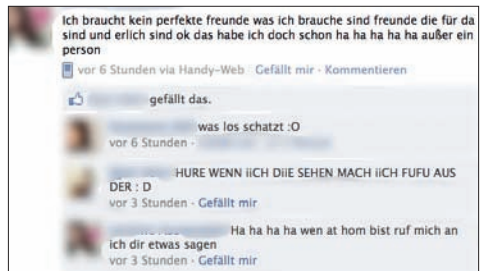 Ich braucht kein perfekte freunde was ich brauche sind freunde die für da
sind und erlich sind ok das habe ich doch schon ha ha ha ha ha außer ein
person
vor 6 Stunden via Handy-Web · Gefällt mir · Kommentieren
gefällt das.
was los schatzt :O
vor 6 Stunden ·
HURE WENN iiCH DiiE SEHEN MACH iiCH FUFU AUS
DER : D
vor 3 Stunden · Gefällt mir
Ha ha ha ha wen at hom bist ruf mich an
ich dir etwas sagen
vor 3 Stunden · Gefällt mir